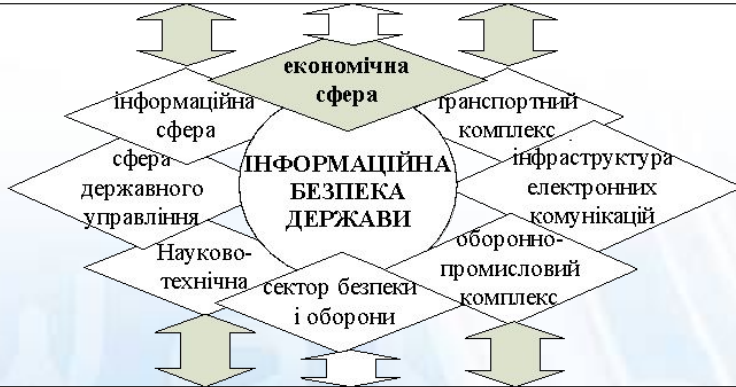 економічна
сфера
інформаційна
сфера
транспортний
комплекс
сфера
державного
управління
ІНФОРМАЦІЙНА
БЕЗПЕКА
ДЕРЖАВИ
інфраструктура
електронних
комунікацій
Науково-
технічна
сектор безпеки
і оборони
оборонно-
промисловий
комплекс